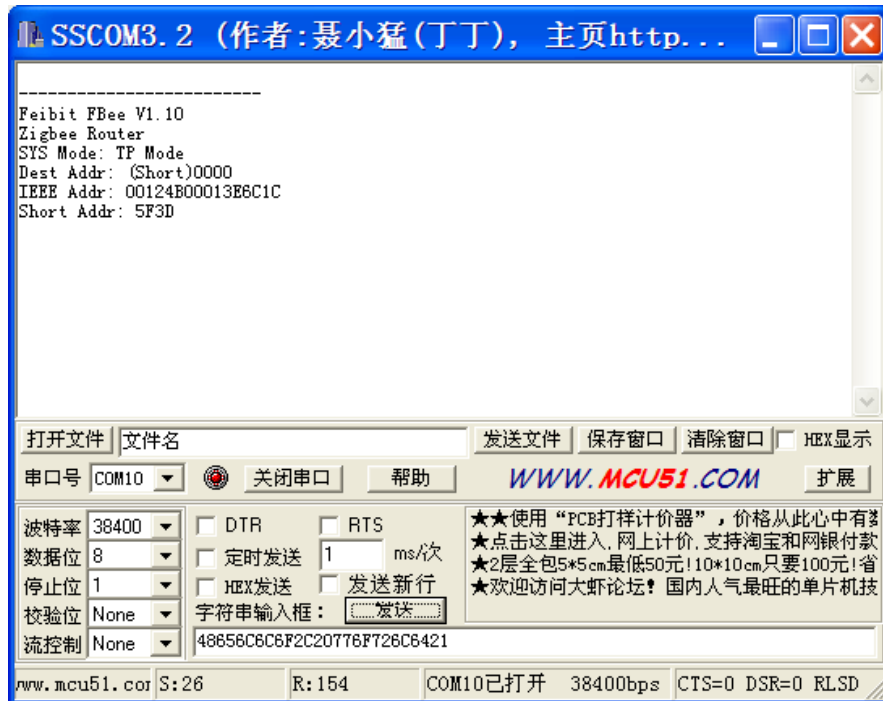 SSCOM3.2 (作者:聂小猛(丁丁), 主页http...
-------------------------
Feibit FBee V1.10
Zigbee Router
SYS Mode: TP Mode
Dest Addr: (Short)0000
IEEE Addr: 00124B00013E6C1C
Short Addr: 5F3D
打开文件 文件名 发送文件 保存窗口 清除窗口 HEX显示
串口号 COM10 关闭串口 帮助 WWW.MCU51.COM 扩展
波特率 38400 DTR RTS
数据位 8 定时发送 1 ms/次
停止位 1 HEX发送 发送新行
校验位 None 字符串输入框: 发送
流控制 None 48656C6C6F2C20776F726C6421
★★使用“PCB打样计价器”,价格从此心中有
★点击这里进入,网上计价,支持淘宝和网银付款
★2层全包5*5cm最低50元!10*10cm只要100元!省
★欢迎访问大虾论坛!国内人气最旺的单片机技
ww.mcu51.cor S:26 R:154 COM10已打开 38400bps CTS=0 DSR=0 RLSD